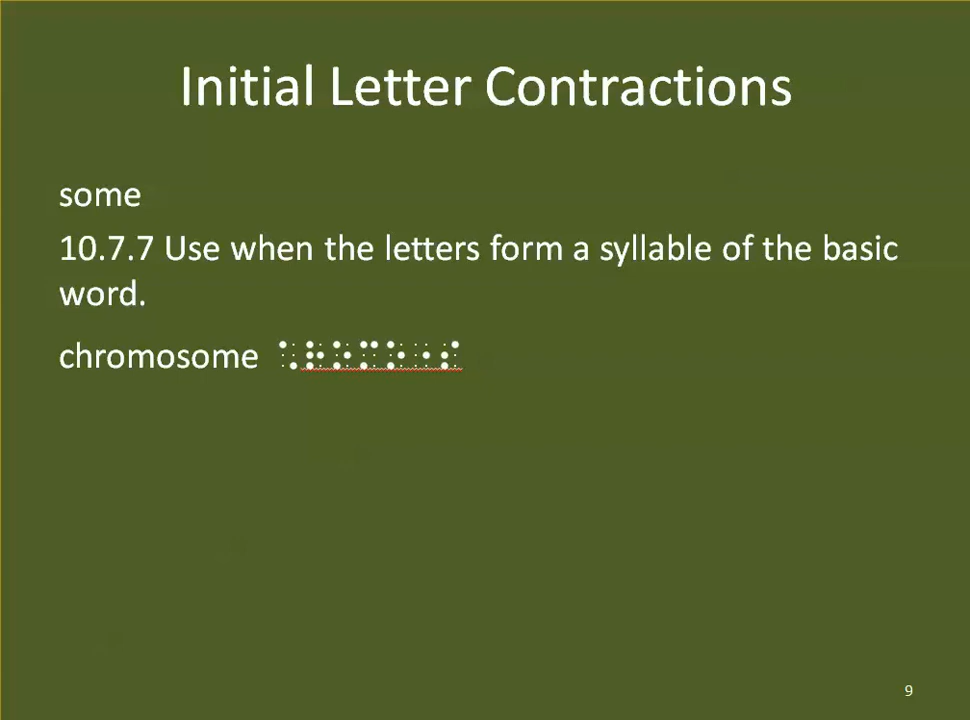 Initial Letter Contractions
some
10.7.7 Use when the letters form a syllable of the basic
word.
chromosome ⠡⠗⠕⠍⠕⠐⠎
9